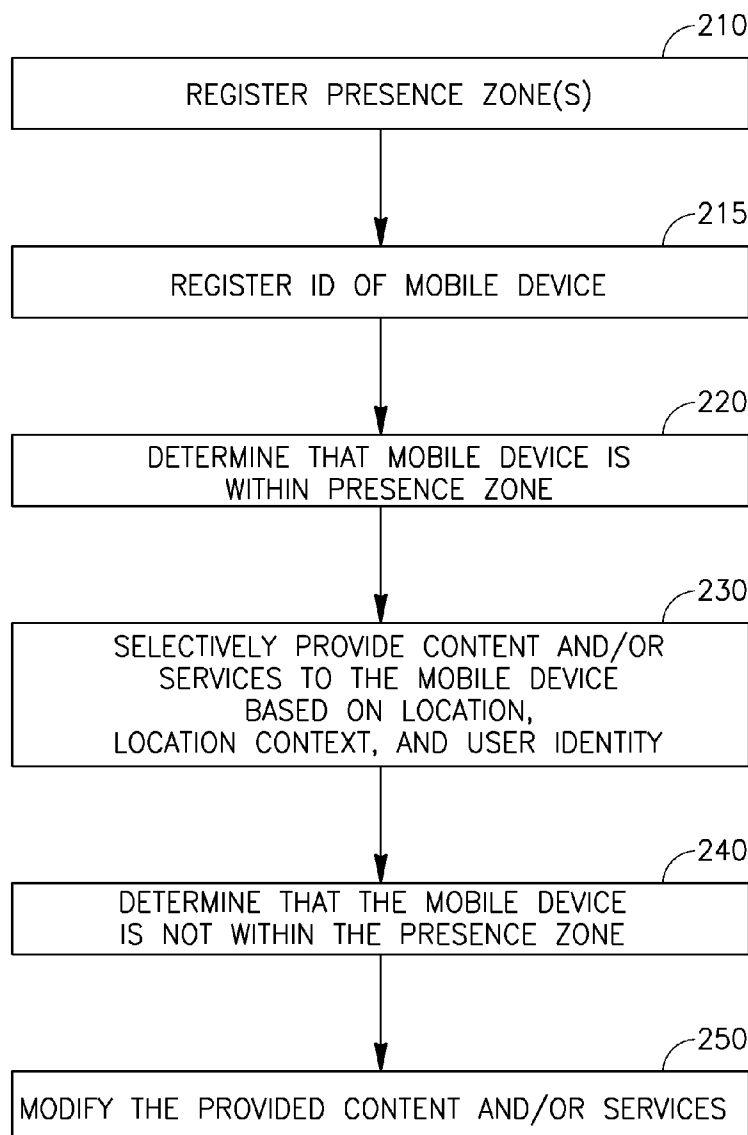 210
REGISTER PRESENCE ZONE(S)
215
REGISTER ID OF MOBILE DEVICE
220
DETERMINE THAT MOBILE DEVICE IS
WITHIN PRESENCE ZONE
230
SELECTIVELY PROVIDE CONTENT AND/OR
SERVICES TO THE MOBILE DEVICE
BASED ON LOCATION,
LOCATION CONTEXT, AND USER IDENTITY
240
DETERMINE THAT THE MOBILE DEVICE
IS NOT WITHIN THE PRESENCE ZONE
250
MODIFY THE PROVIDED CONTENT AND/OR SERVICES